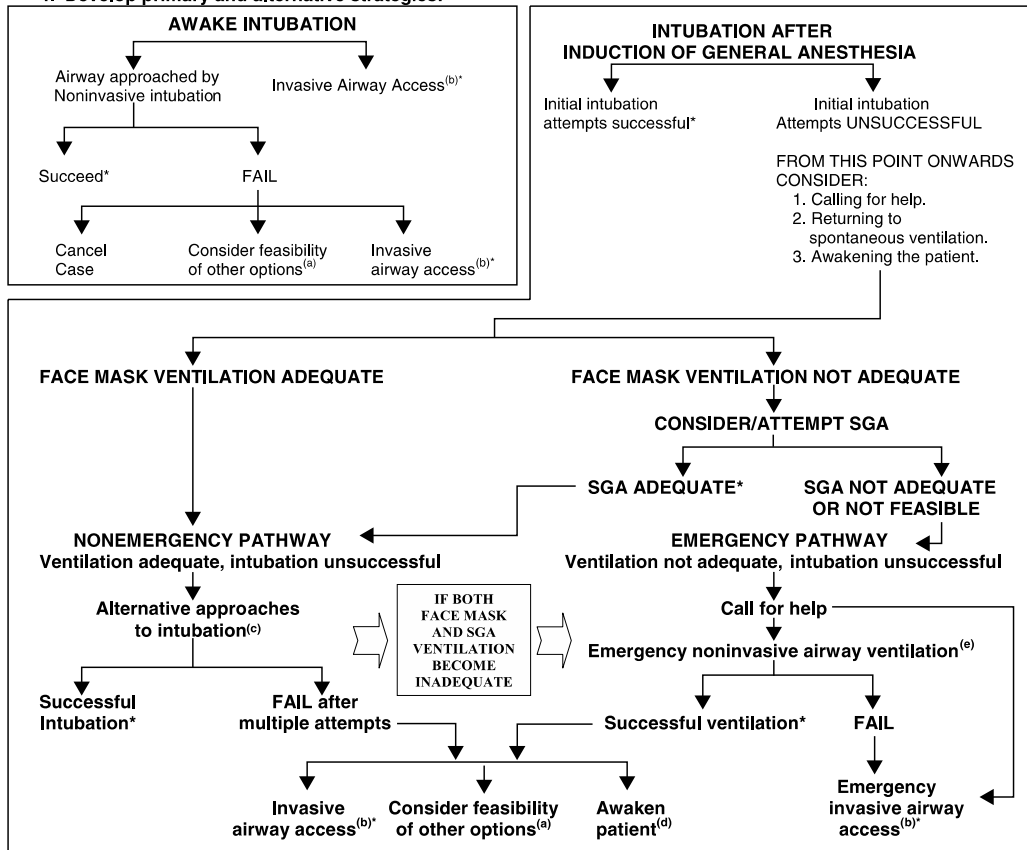 AWAKE INTUBATION
Airway approached by
Noninvasive intubation
Invasive Airway Access(b)*
Succeed*
FAIL
Cancel
Case
Consider feasibility
of other options(a)
Invasive
airway access(b)*
INTUBATION AFTER
INDUCTION OF GENERAL ANESTHESIA
Initial intubation
attempts successful*
Initial intubation
Attempts UNSUCCESSFUL
FROM THIS POINT ONWARDS
CONSIDER:
1. Calling for help.
2. Returning to
spontaneous ventilation.
3. Awakening the patient.
FACE MASK VENTILATION ADEQUATE
FACE MASK VENTILATION NOT ADEQUATE
CONSIDER/ATTEMPT SGA
SGA ADEQUATE*
SGA NOT ADEQUATE
OR NOT FEASIBLE
NONEMERGENCY PATHWAY
Ventilation adequate, intubation unsuccessful
EMERGENCY PATHWAY
Ventilation not adequate, intubation unsuccessful
Alternative approaches
to intubation(c)
IF BOTH
FACE MASK
AND SGA
VENTILATION
BECOME
INADEQUATE
Call for help
Emergency noninvasive airway ventilation(e)
Successful
Intubation*
FAIL after
multiple attempts
Successful ventilation*
FAIL
Invasive
airway access(b)*
Consider feasibility
of other options(a)
Awaken
patient(d)
Emergency
invasive airway
access(b)*